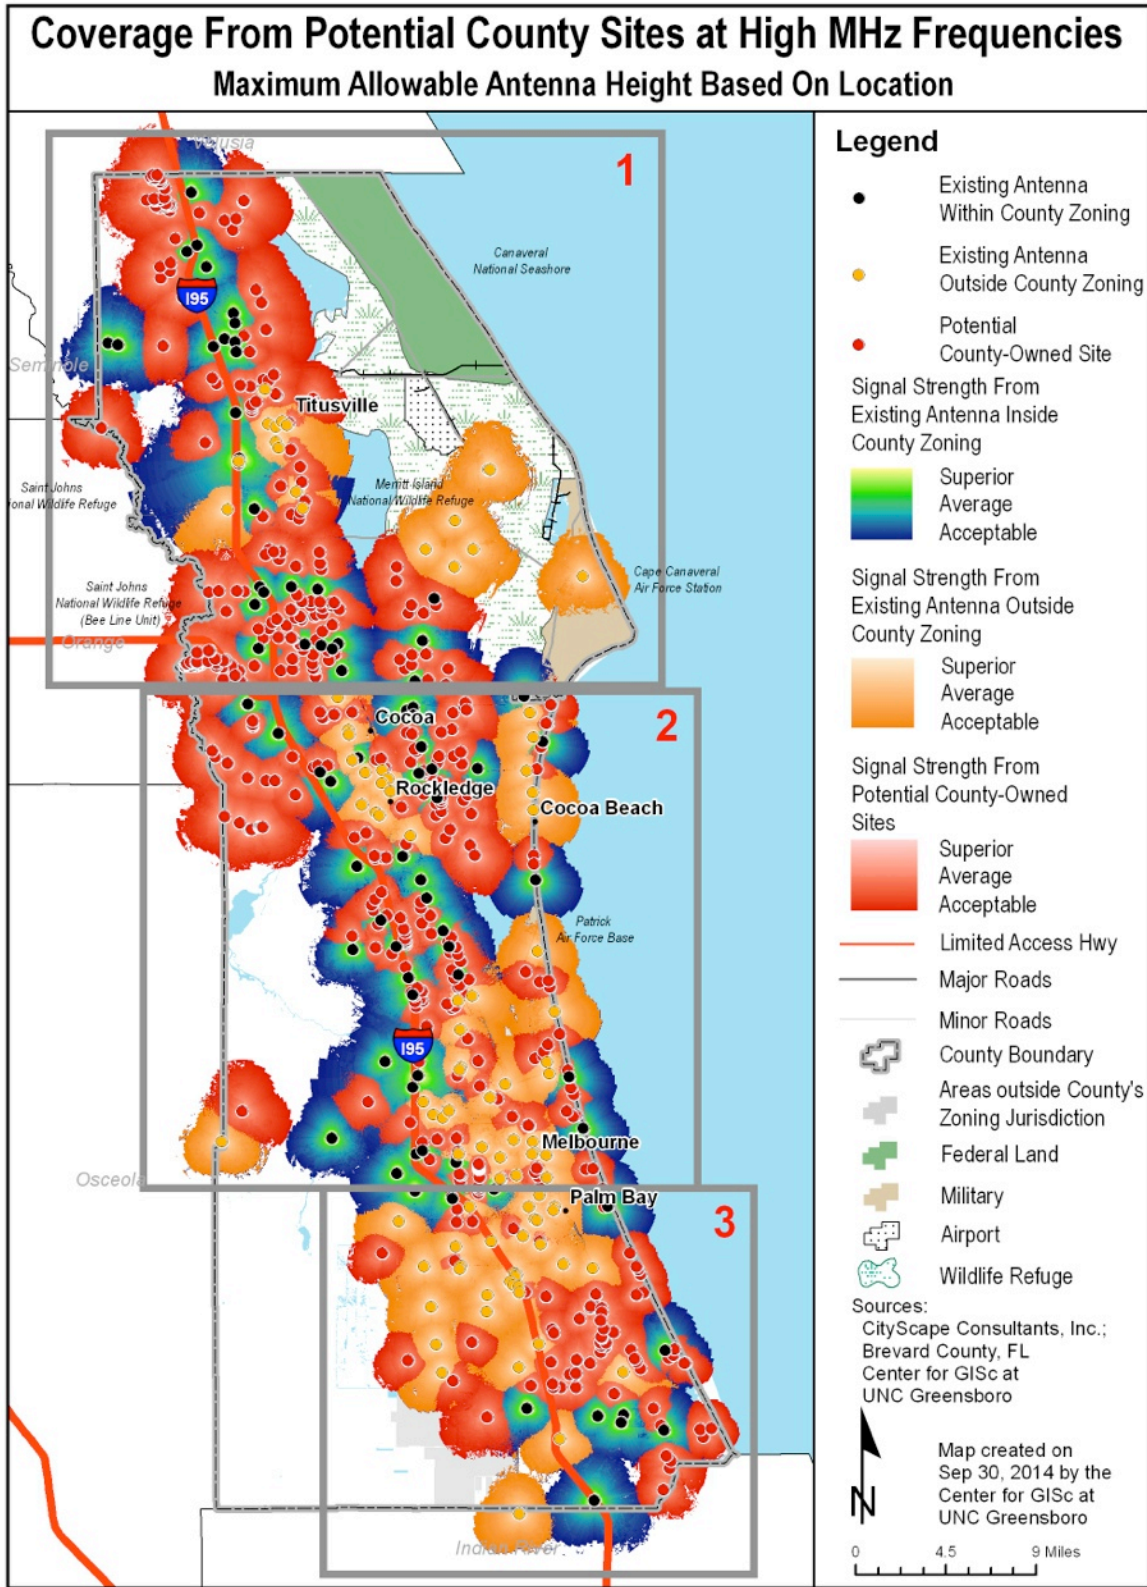 Coverage From Potential County Sites at High MHz Frequencies
Maximum Allowable Antenna Height Based On Location
Volusia
1
Canaveral
National Seashore
I95
Seminole
Titusville
Saint Johns
ional Wildlife Refuge
Merritt Island
National Wildlife Refuge
Cape Canaveral
Air Force Station
Saint Johns
National Wildlife Refuge
(Bee Line Unit)
Orange
2
Cocoa
Rockledge
Cocoa Beach
Patrick
Air Force Base
I95
Melbourne
Osceola
Palm Bay
3
Indian River
Legend
Existing Antenna
Within County Zoning
Existing Antenna
Outside County Zoning
Potential
County-Owned Site
Signal Strength From
Existing Antenna Inside
County Zoning
Superior
Average
Acceptable
Signal Strength From
Existing Antenna Outside
County Zoning
Superior
Average
Acceptable
Signal Strength From
Potential County-Owned
Sites
Superior
Average
Acceptable
Limited Access Hwy
Major Roads
Minor Roads
County Boundary
Areas outside County's
Zoning Jurisdiction
Federal Land
Military
Airport
Wildlife Refuge
Sources:
CityScape Consultants, Inc.;
Brevard County, FL
Center for GISc at
UNC Greensboro
N
Map created on
Sep 30, 2014 by the
Center for GISc at
UNC Greensboro
0 4.5 9 Miles